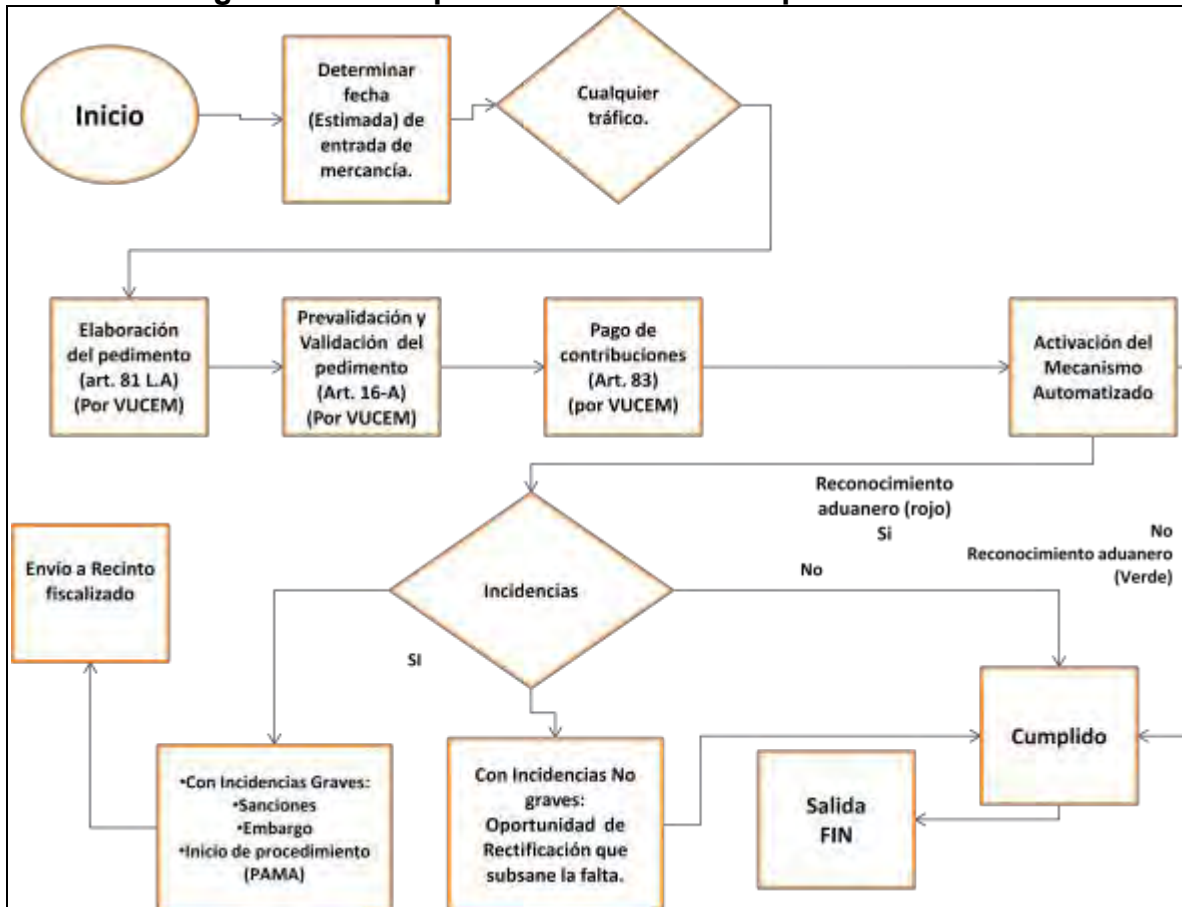 Inicio
Determinar
fecha
(Estimada) de
entrada de
mercancía.
Cualquier
tráfico.
Elaboración
del pedimento
(art. 81 L.A)
(Por VUCEM)
Prevalidación y
Validación del
pedimento
(Art. 16-A)
(Por VUCEM)
Pago de
contribuciones
(Art. 83)
(por VUCEM)
Activación del
Mecanismo
Automatizado
Reconocimiento
aduanero (rojo)
Si
No
Reconocimiento aduanero
(Verde)
Envío a Recinto
fiscalizado
Incidencias
No
SI
•Con Incidencias Graves:
•Sanciones
•Embargo
•Inicio de procedimiento
(PAMA)
Con Incidencias No
graves:
Oportunidad de
Rectificación que
subsane la falta.
Cumplido
Salida
FIN